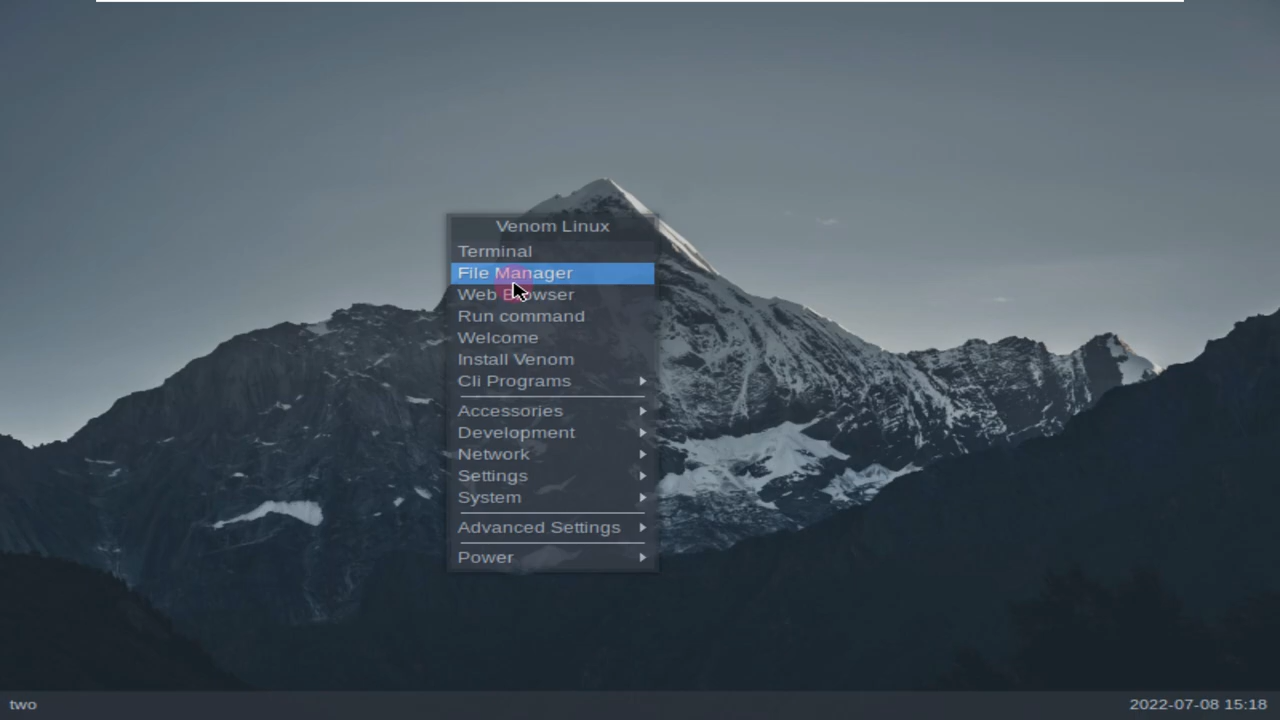 Venom Linux
Terminal
File Manager
Web Browser
Run command
Welcome
Install Venom
Cli Programs
Accessories
Development
Network
Settings
System
Advanced Settings
Power
two 2022-07-08 15:18